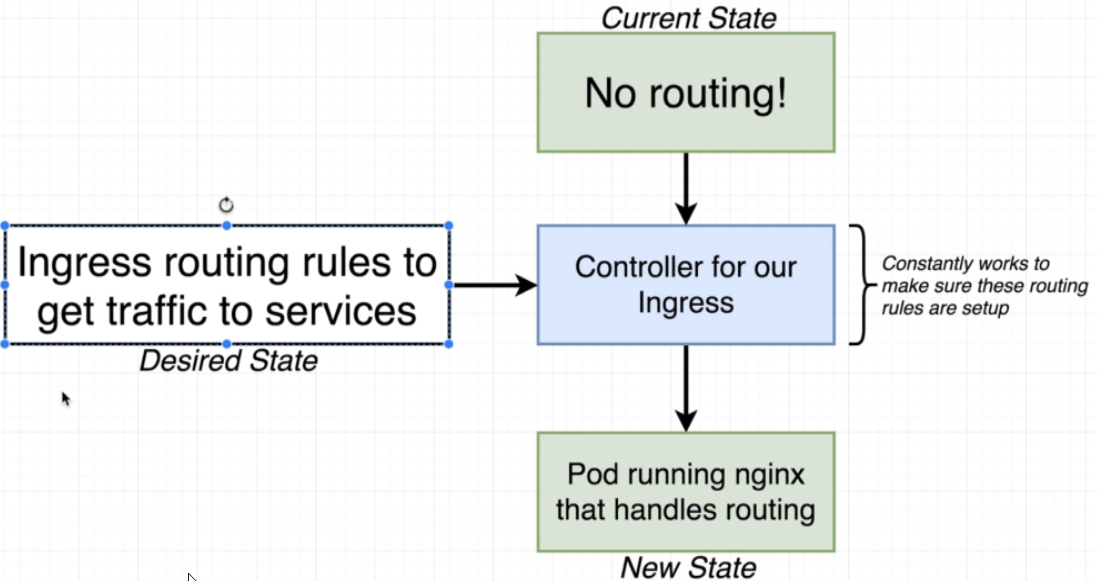 Current State
No routing!
Ingress routing rules to
get traffic to services
Desired State
Controller for our
Ingress
Constantly works to
make sure these routing
rules are setup
Pod running nginx
that handles routing
New State